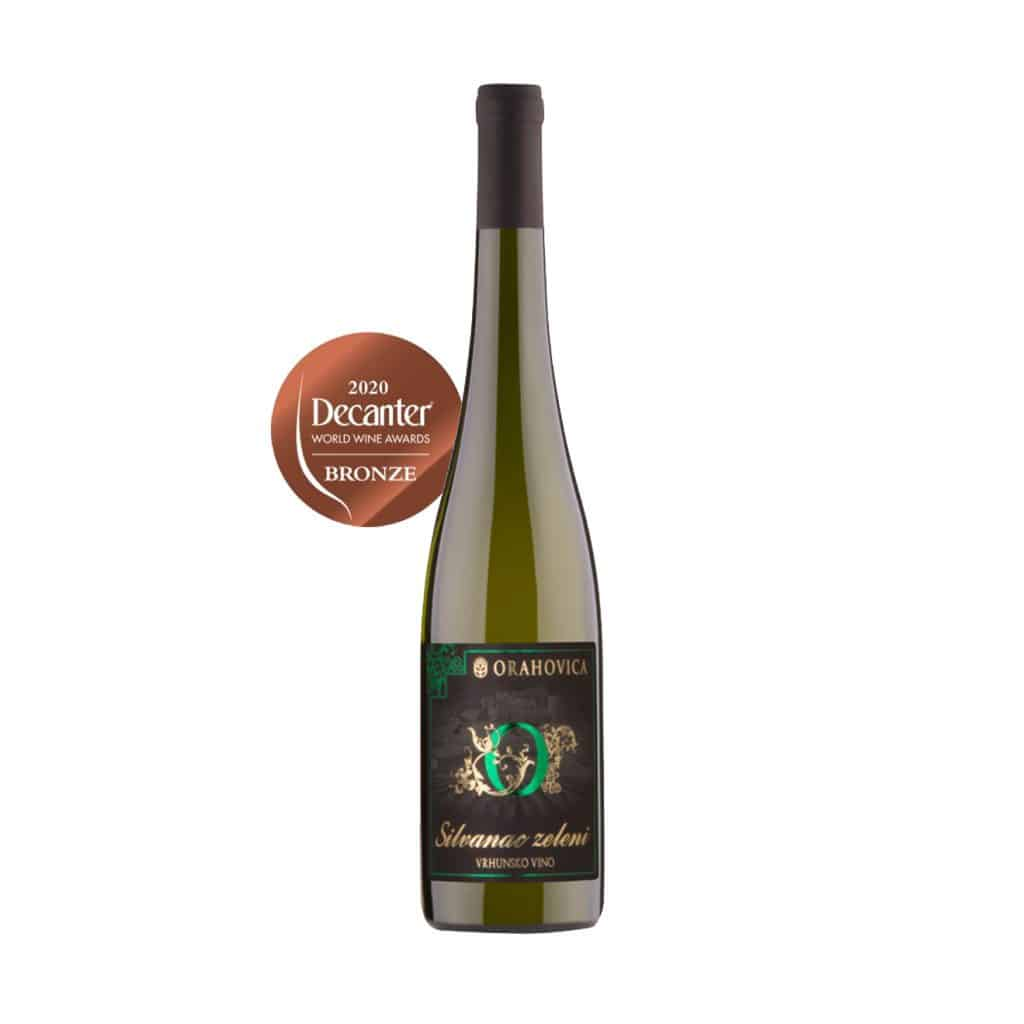 2020
Decanter
WORLD WINE AWARDS
BRONZE
ORAHOVICA
O
Silvanac zeleni
VRHUNSKO VINO